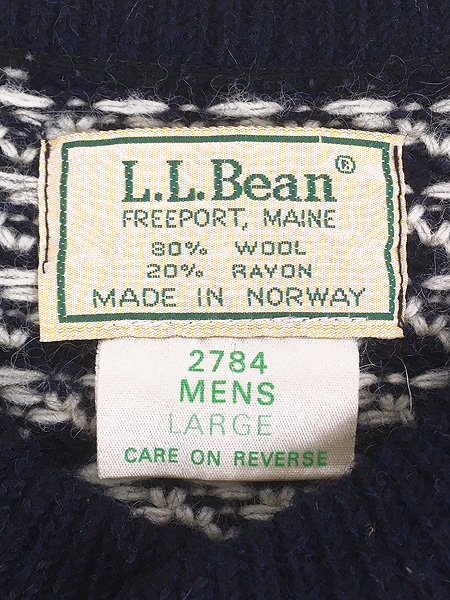 L.L.Bean®
FREEPORT, MAINE
80% WOOL
20% RAYON
MADE IN NORWAY
2784
MENS
LARGE
CARE ON REVERSE